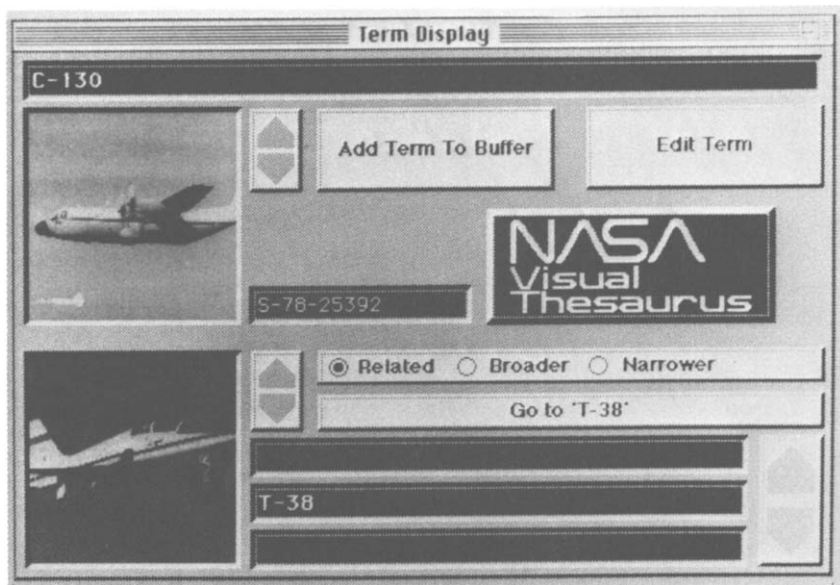 Term Display
C-130
Add Term To Buffer
Edit Term
NASA
Visual
Thesaurus
S-78-25392
Related
Broader
Narrower
Go to 'T-38'
T-38